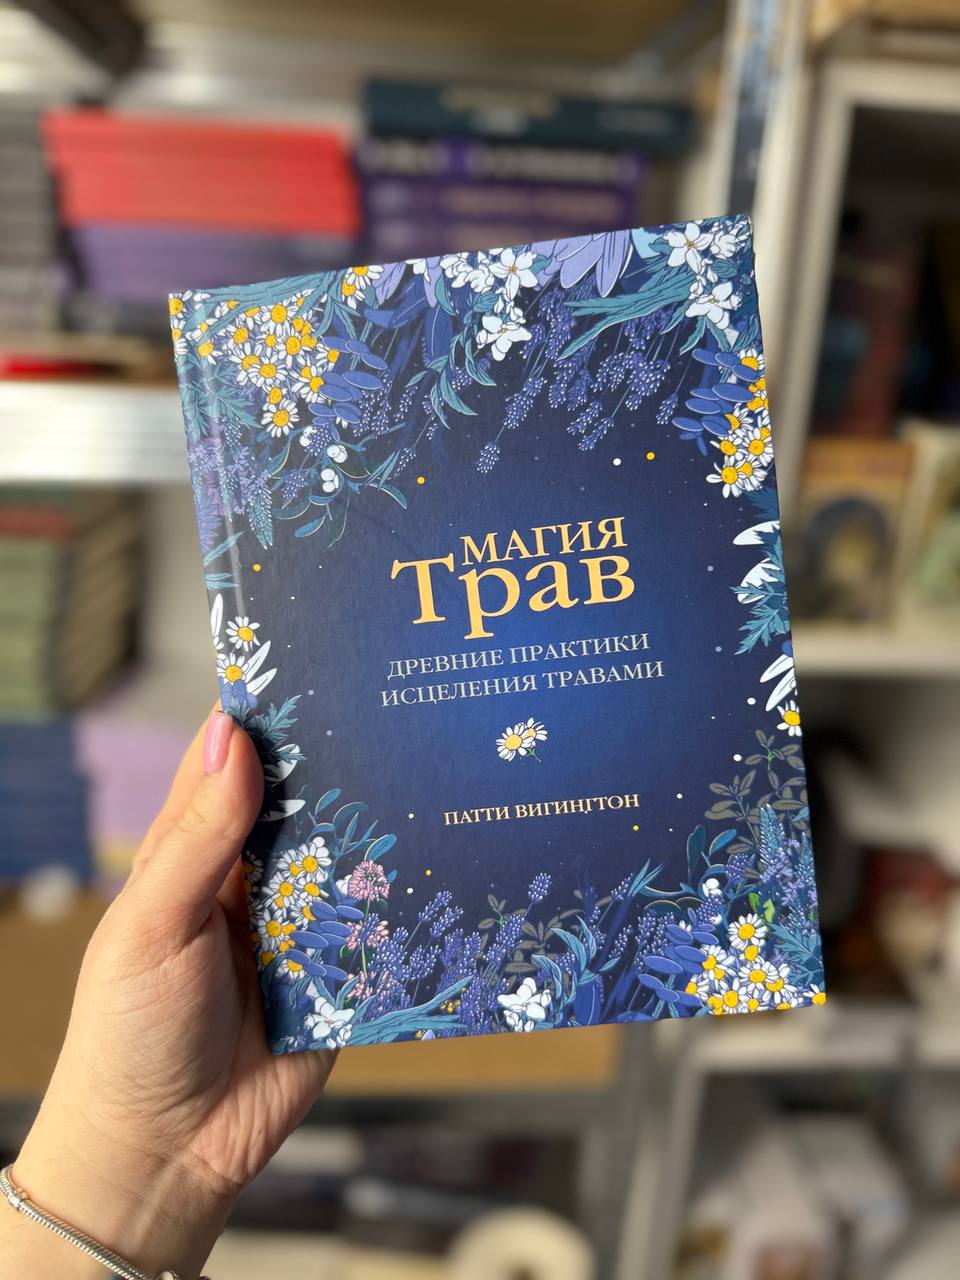 МАГИЯ
Трав
ДРЕВНИЕ ПРАКТИКИ
ИСЦЕЛЕНИЯ ТРАВАМИ
ПАТТИ ВИГИНГТОН